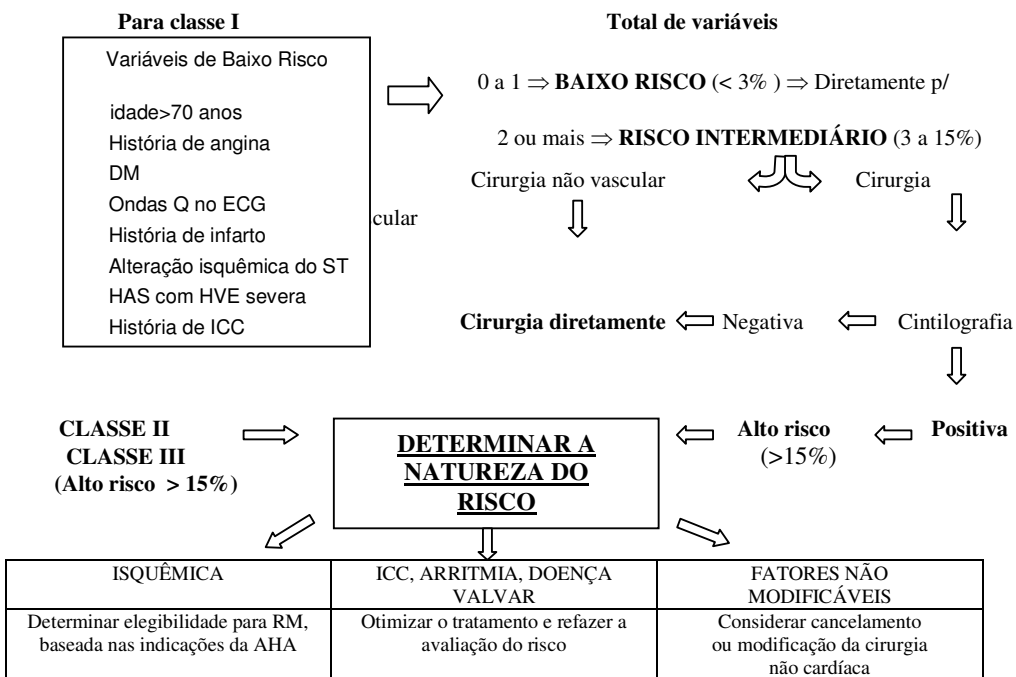 Para classe I
Variáveis de Baixo Risco
idade>70 anos
História de angina
DM
Ondas Q no ECG
História de infarto
Alteração isquêmica do ST
HAS com HVE severa
História de ICC
cular
Total de variáveis
0 a 1 ⇒ BAIXO RISCO (< 3% ) ⇒ Diretamente p/
2 ou mais ⇒ RISCO INTERMEDIÁRIO (3 a 15%)
Cirurgia não vascular
Cirurgia
Cirurgia diretamente
Negativa
Cintilografia
CLASSE II
CLASSE III
(Alto risco > 15%)
DETERMINAR A
NATUREZA DO
RISCO
Alto risco
(>15%)
Positiva
ISQUÊMICA
Determinar elegibilidade para RM,
baseada nas indicações da AHA
ICC, ARRITMIA, DOENÇA
VALVAR
Otimizar o tratamento e refazer a
avaliação do risco
FATORES NÃO
MODIFICÁVEIS
Considerar cancelamento
ou modificação da cirurgia
não cardíaca